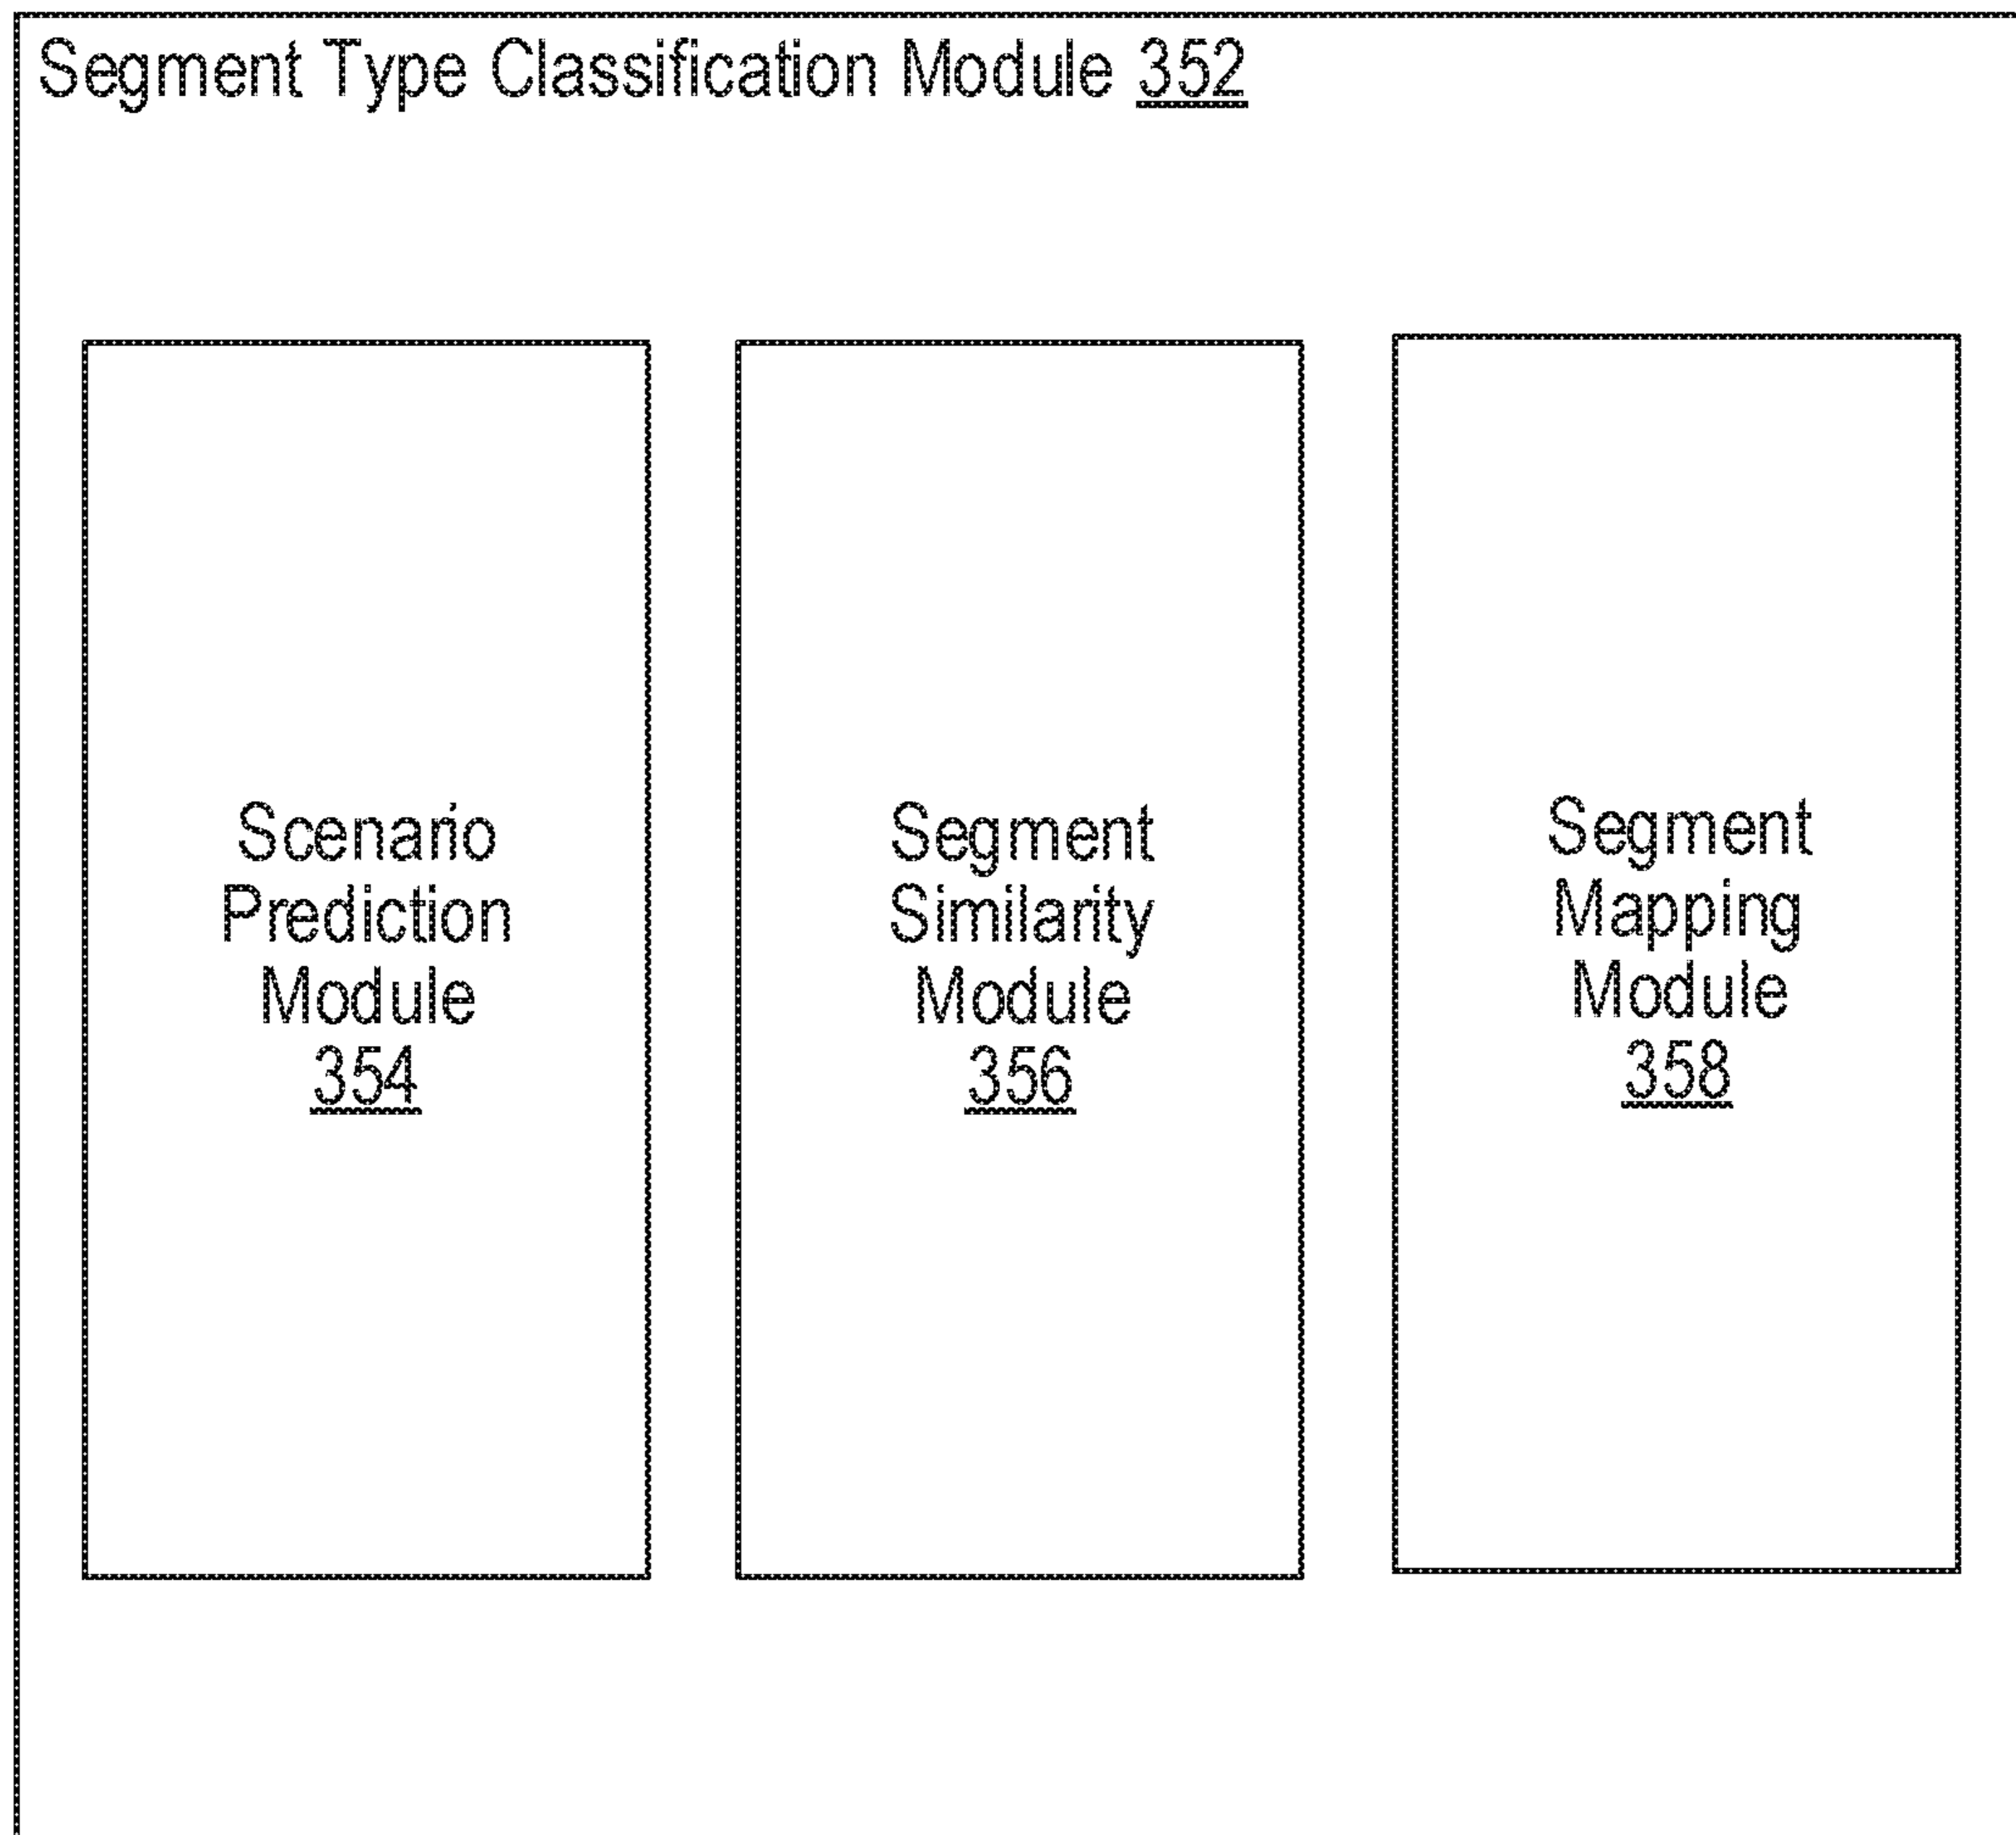 Segment Type Classification Module 352
Scenario
Prediction
Module
354
Segment
Similarity
Module
356
Segment
Mapping
Module
358